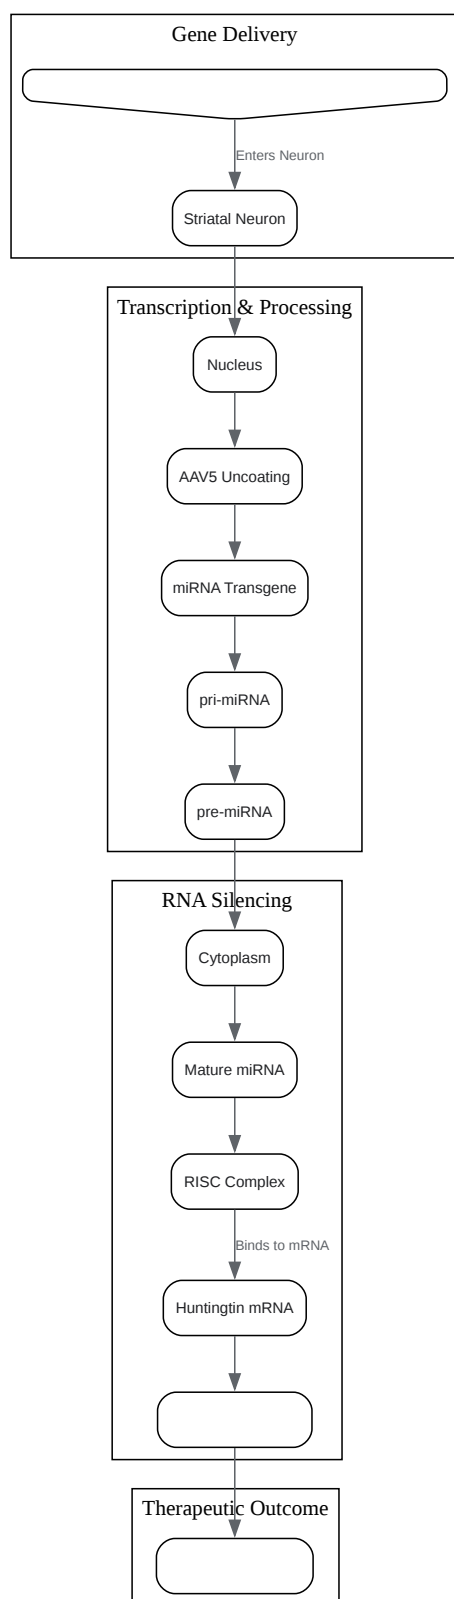 Gene Delivery
Enters Neuron
Striatal Neuron
Transcription & Processing
Nucleus
AAV5 Uncoating
miRNA Transgene
pri-miRNA
pre-miRNA
RNA Silencing
Cytoplasm
Mature miRNA
RISC Complex
Binds to mRNA
Huntingtin mRNA
Therapeutic Outcome